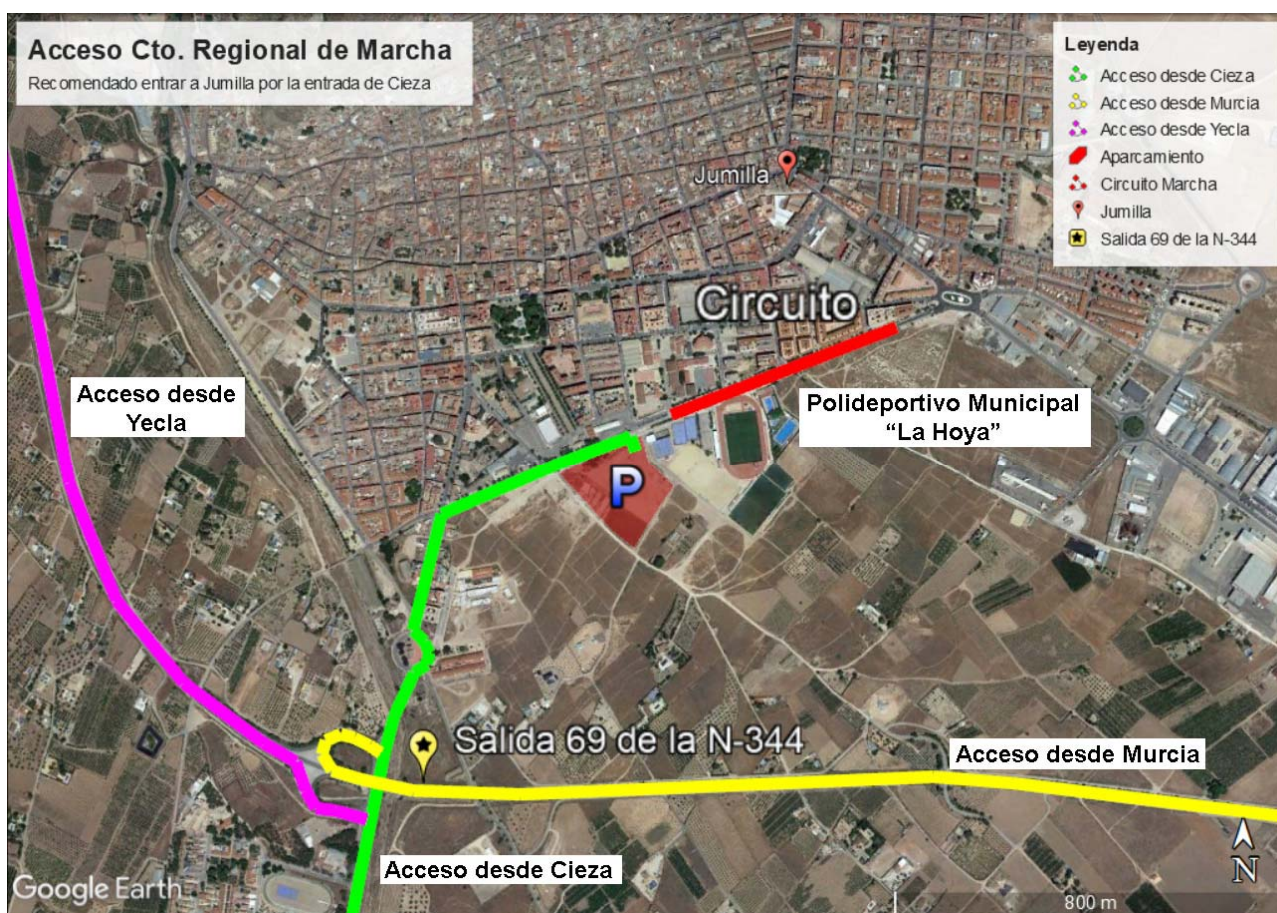 Acceso Cto. Regional de Marcha
Recomendado entrar a Jumilla por la entrada de Cieza
Leyenda
Acceso desde Cieza
Acceso desde Murcia
Acceso desde Yecla
Aparcamiento
Circuito Marcha
Jumilla
Salida 69 de la N-344
Jumilla
Circuito
Acceso desde
Yecla
Polideportivo Municipal
“La Hoya”
P
Salida 69 de la N-344
Acceso desde Murcia
Acceso desde Cieza
Google Earth
N
800 m